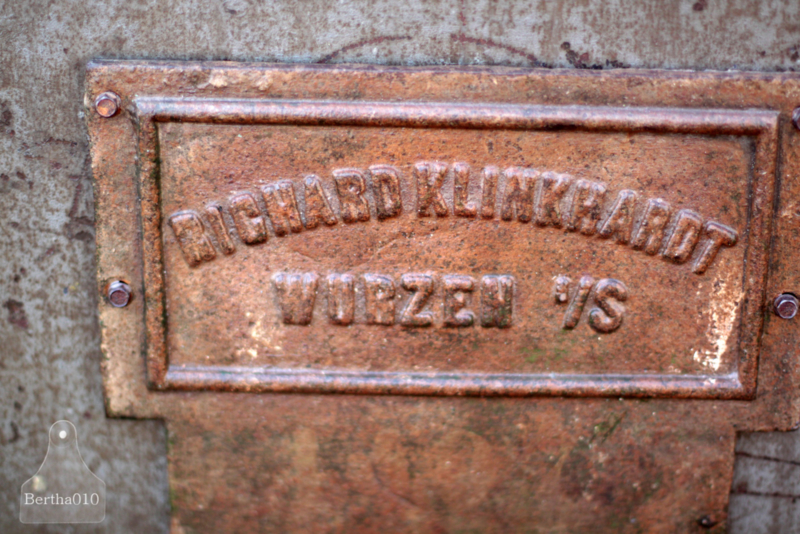 RICHARD KLINKHARDT
WURZEN i/S
Bertha010